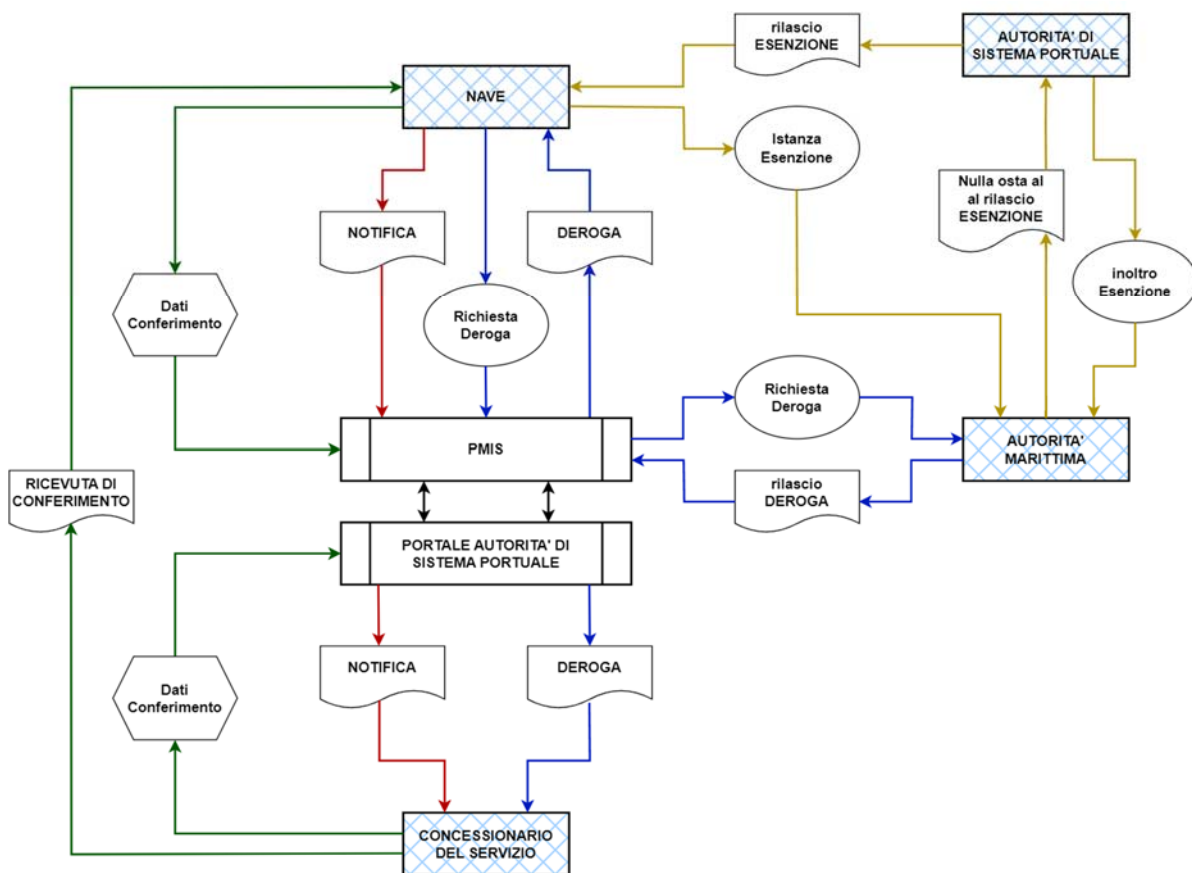 rilascio
ESENZIONE
AUTORITA' DI
SISTEMA PORTUALE
NAVE
Istanza
Esenzione
Nulla osta al
al rilascio
ESENZIONE
NOTIFICA
DEROGA
inoltro
Esenzione
Dati
Conferimento
Richiesta
Deroga
Richiesta
Deroga
PMIS
AUTORITA'
MARITTIMA
RICEVUTA DI
CONFERIMENTO
rilascio
DEROGA
PORTALE AUTORITA' DI
SISTEMA PORTUALE
NOTIFICA
DEROGA
Dati
Conferimento
CONCESSIONARIO
DEL SERVIZIO